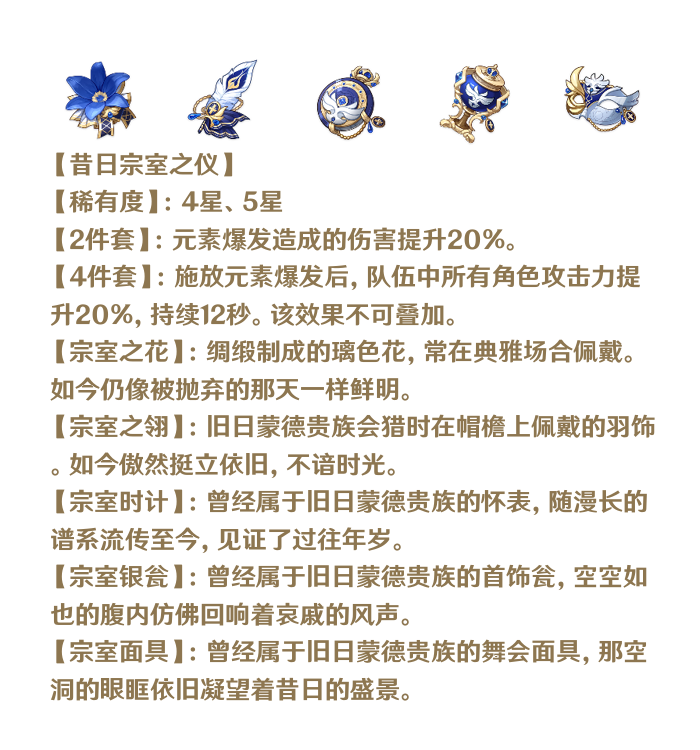 【昔日宗室之仪】
【稀有度】：4星、5星
【2件套】：元素爆发造成的伤害提升20%。
【4件套】：施放元素爆发后，队伍中所有角色攻击力提
升20%，持续12秒。该效果不可叠加。
【宗室之花】：绸缎制成的璃色花，常在典雅场合佩戴。
如今仍像被抛弃的那天一样鲜明。
【宗室之翎】：旧日蒙德贵族会猎时在帽檐上佩戴的羽饰
。如今傲然挺立依旧，不谙时光。
【宗室时计】：曾经属于旧日蒙德贵族的怀表，随漫长的
谱系流传至今，见证了过往年岁。
【宗室银瓮】：曾经属于旧日蒙德贵族的首饰瓮，空空如
也的腹内仿佛回响着哀戚的风声。
【宗室面具】：曾经属于旧日蒙德贵族的舞会面具，那空
洞的眼眶依旧凝望着昔日的盛景。